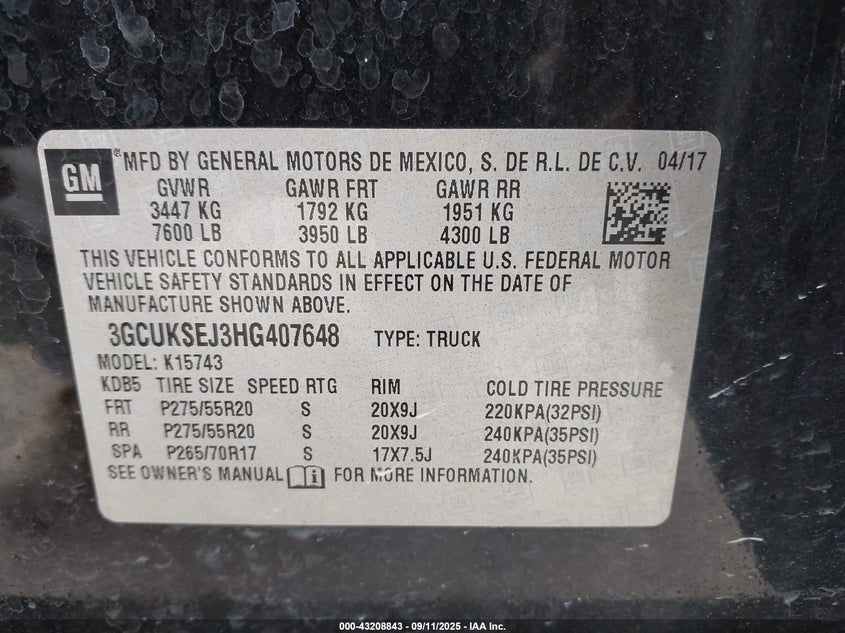 GM
® MFD BY GENERAL MOTORS DE MEXICO, S. DE R.L. DE C.V. 04/17
GVWR GAWR FRT GAWR RR
3447 KG 1792 KG 1951 KG
7600 LB 3950 LB 4300 LB
THIS VEHICLE CONFORMS TO ALL APPLICABLE U.S. FEDERAL MOTOR
VEHICLE SAFETY STANDARDS IN EFFECT ON THE DATE OF
MANUFACTURE SHOWN ABOVE.
3GCUKSEJ3HG407648 TYPE: TRUCK
MODEL: K15743
KDB5 TIRE SIZE SPEED RTG RIM COLD TIRE PRESSURE
FRT P275/55R20 S 20X9J 220KPA(32PSI)
RR P275/55R20 S 20X9J 240KPA(35PSI)
SPA P265/70R17 S 17X7.5J 240KPA(35PSI)
SEE OWNER'S MANUAL i FOR MORE INFORMATION.
000-43208843 - 09/11/2025 - IAA Inc.